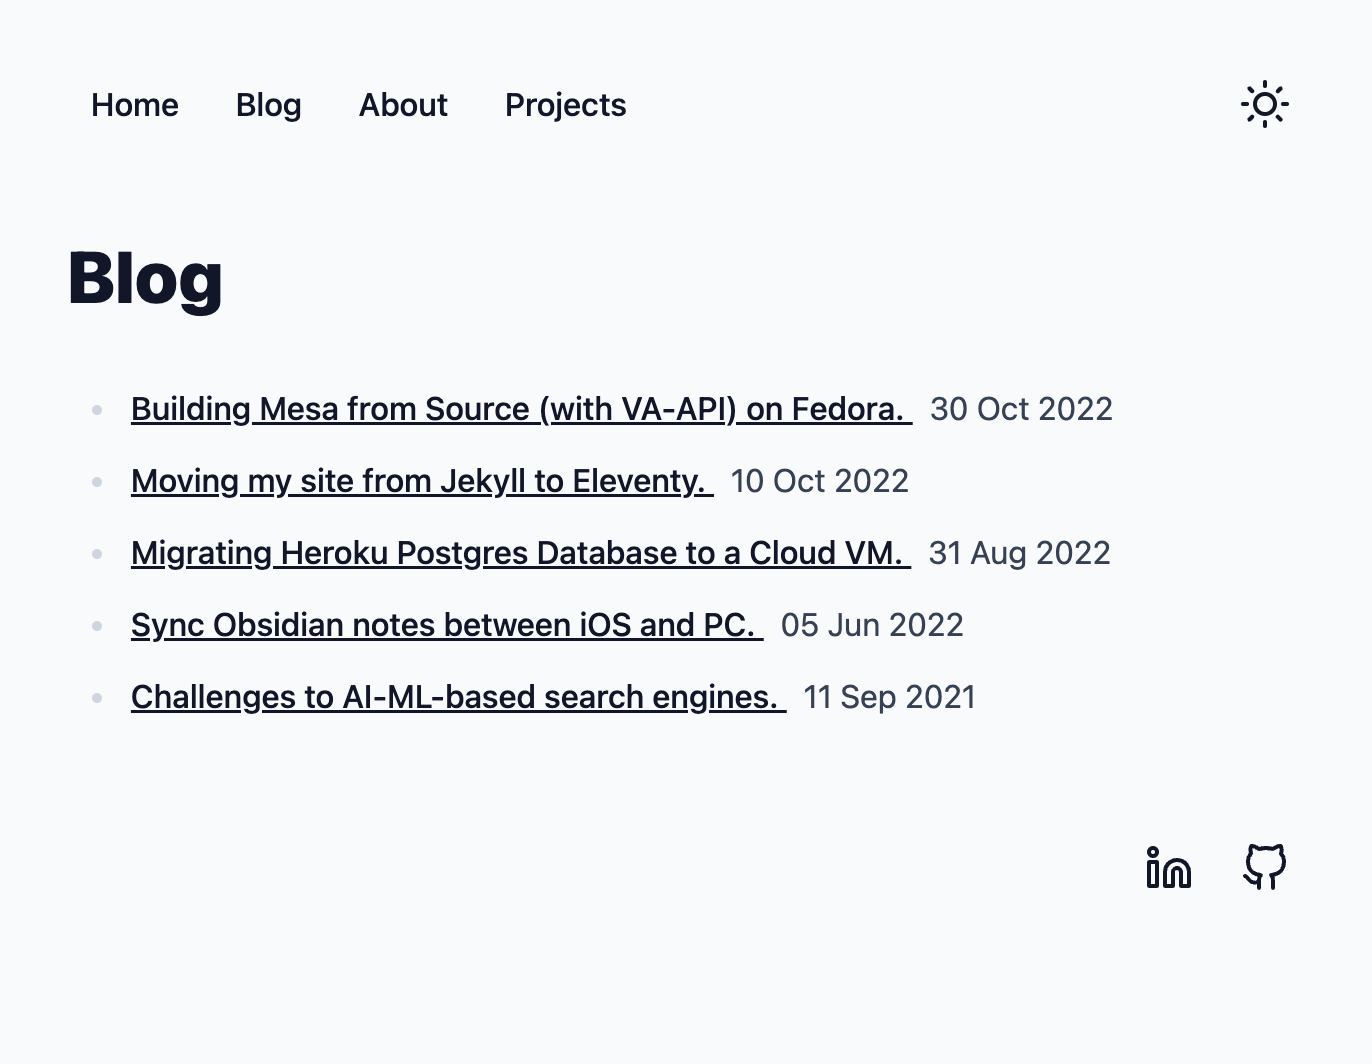 Home Blog About Projects
Blog
Building Mesa from Source (with VA-API) on Fedora. 30 Oct 2022
Moving my site from Jekyll to Eleventy. 10 Oct 2022
Migrating Heroku Postgres Database to a Cloud VM. 31 Aug 2022
Sync Obsidian notes between iOS and PC. 05 Jun 2022
Challenges to AI-ML-based search engines. 11 Sep 2021
in